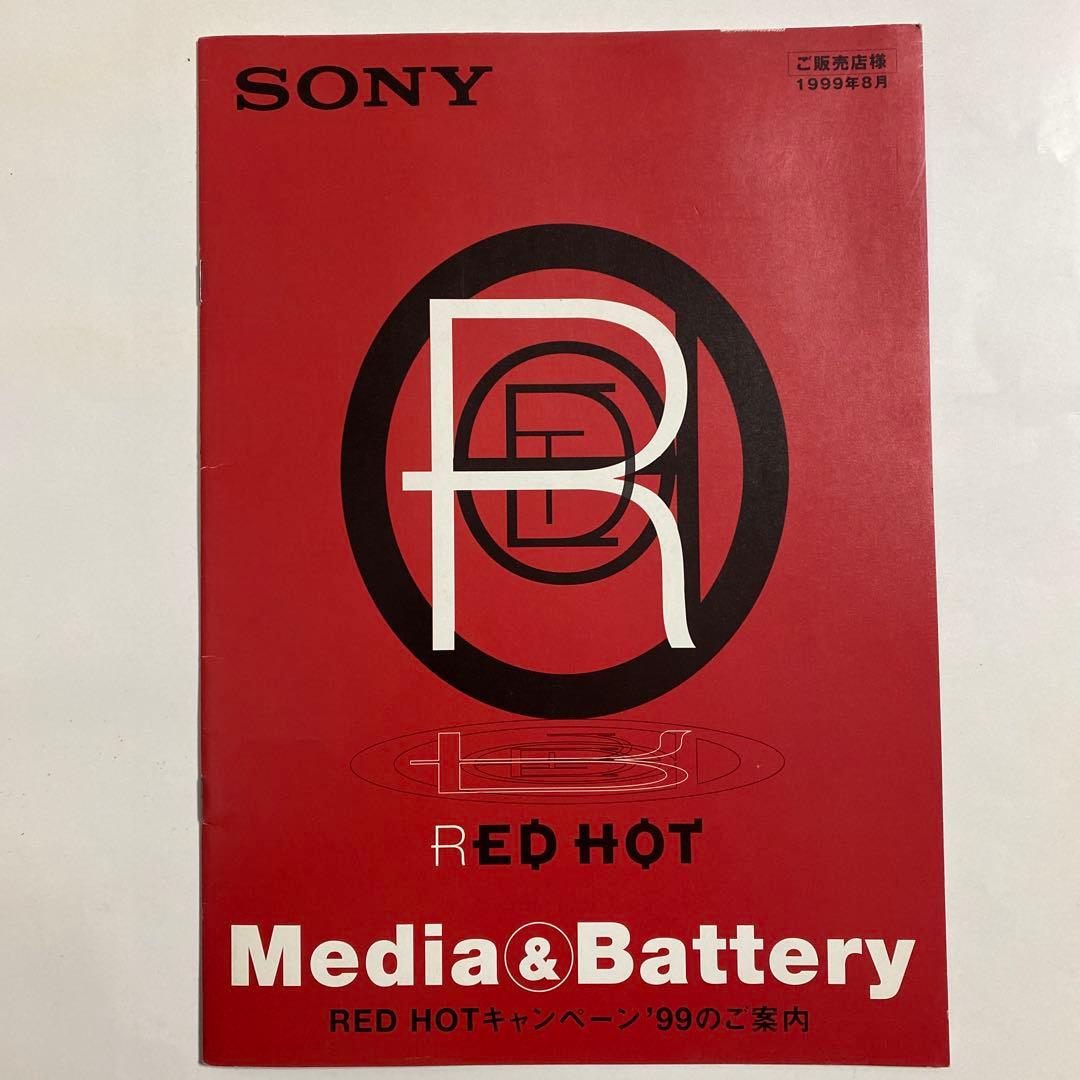 SONY
ご販売店様
1999年8月
RED HOT
Media&Battery
RED HOTキャンペーン'99のご案内